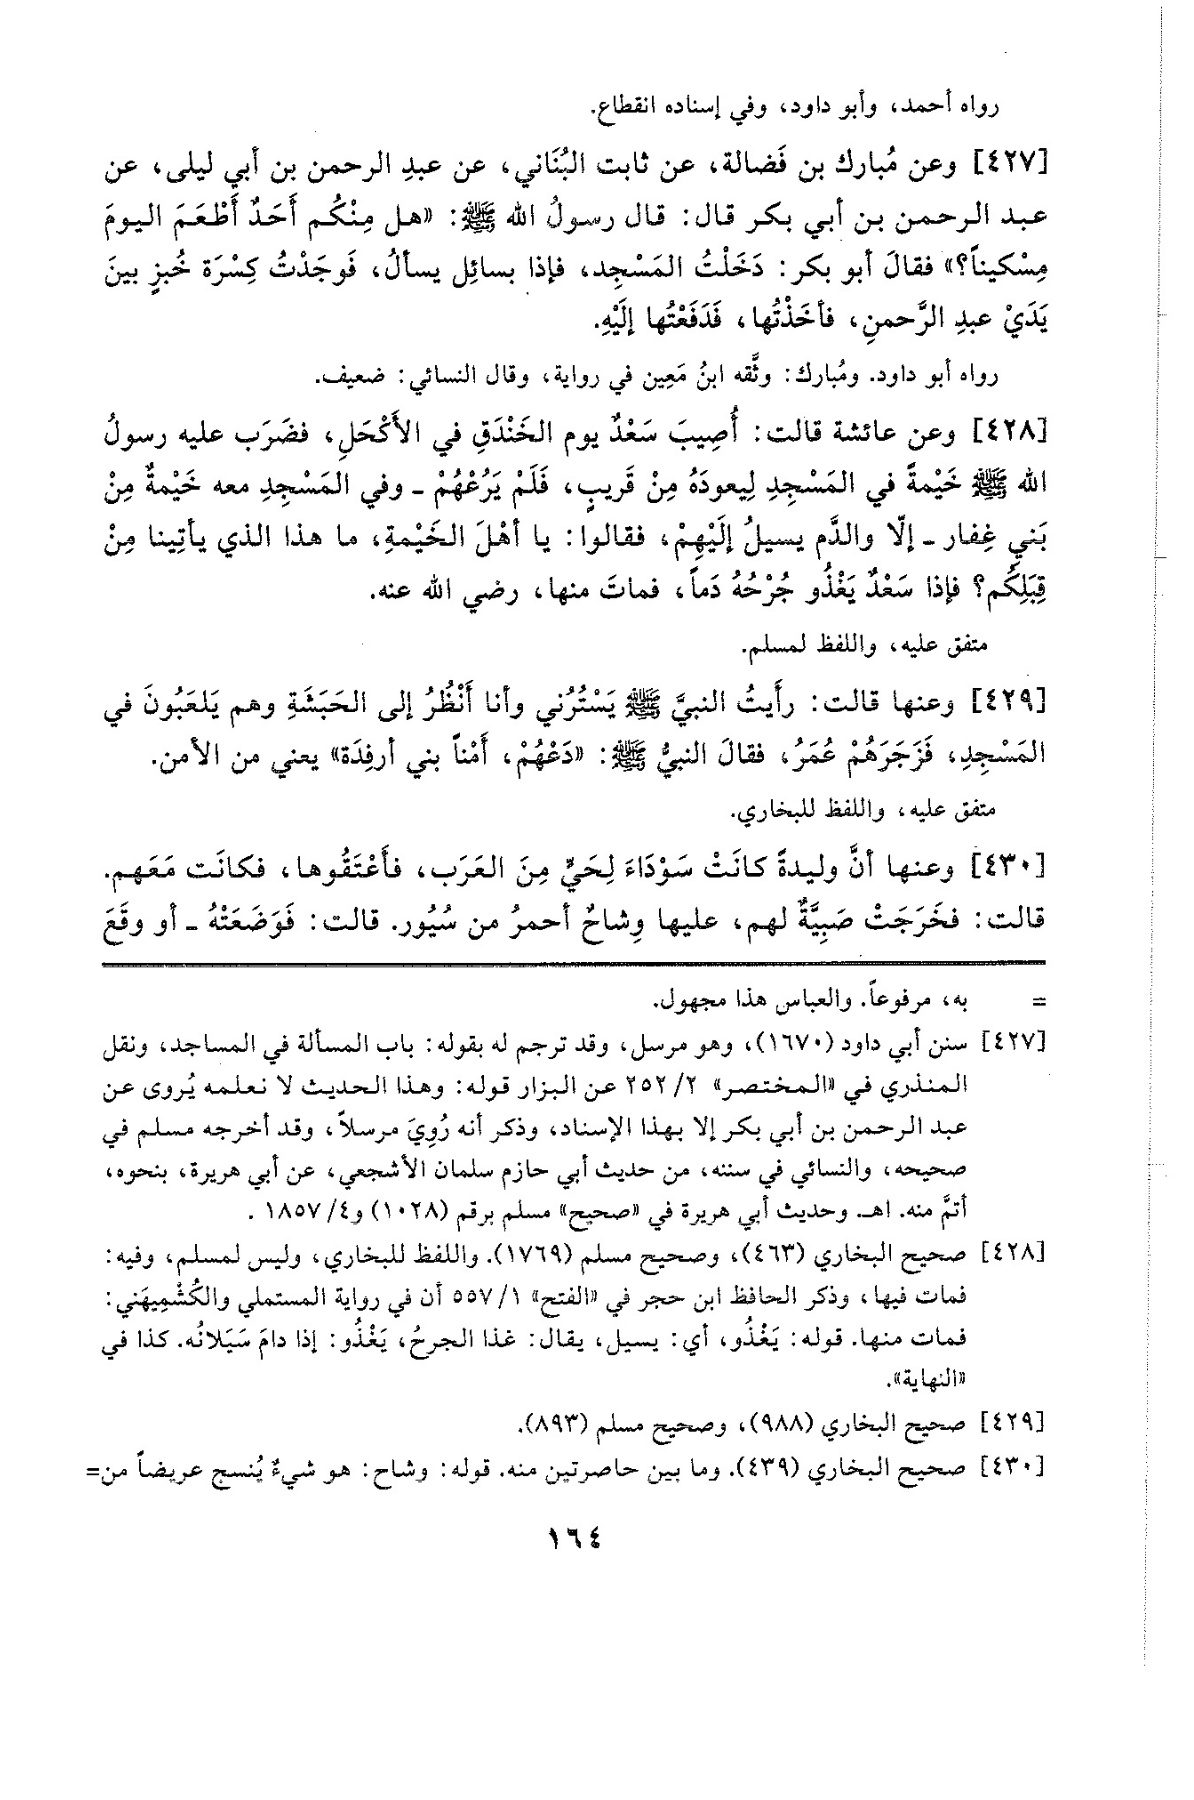 رواه أحمد، وأبو داود، وفي إسناده انقطاع.
[٤٢٧] وعن مُبارك بن فَضالة، عن ثابت البُنَاني، عن عبدِ الرحمن بن أبي ليلى، عن
عبد الرحمن بن أبي بكر قال: قال رسولُ الله ﷺ: «هل مِنْكُم أَحَدٌ أَطْعَمَ اليومَ
مِسْكيناً؟» فقالَ أبو بكر: دَخَلْتُ المَسْجِد، فإذا بسائِل يسألُ، فَوجَدْتُ كِسْرَة خُبزٍ بينَ
يَدَيْ عبدِ الرَّحمنِ، فأخَذْتُها، فَدَفَعْتُها إلَيْهِ.
رواه أبو داود. ومُبارك: وثَّقه ابنُ مَعِين في رواية، وقال النسائي: ضعيف.
[٤٢٨] وعن عائشة قالت: أُصِيبَ سَعْدٌ يوم الخَنْدَقِ في الأَكْحَلِ، فضَرَب عليه رسولُ
الله ﷺ خَيْمةً في المَسْجِدِ لِيعودَهُ مِنْ قَريبٍ، فَلَمْ يَرُعْهُمْ ـ وفي المَسْجِدِ معه خَيْمةٌ مِنْ
بَني غِفار ـ إلّا والدَّم يسيلُ إلَيْهِمْ، فقالوا: يا أهْلَ الخَيْمةِ، ما هذا الذي يأتِينا مِنْ
قِبَلِكُم؟ فإذا سَعْدٌ يَغْذُو جُرْحُهُ دَماً، فماتَ منها، رضي الله عنه.
متفق عليه، واللفظ لمسلم.
[٤٢٩] وعنها قالت: رأَيتُ النبيَّ ﷺ يَسْتُرُني وأنا أَنْظُرُ إلى الحَبَشَةِ وهم يَلعَبُونَ في
المَسْجِدِ، فَزَجَرَهُمْ عُمَرُ، فقالَ النبيُّ ﷺ: «دَعْهُمْ، أَمْناً بني أرفِدَة» يعني من الأمن.
متفق عليه، واللفظ للبخاري.
[٤٣٠] وعنها أنَّ وليدةً كانَتْ سَوْدَاءَ لِحَيٍّ مِنَ العَرَب، فأَعْتَقُوها، فكانَت مَعَهم.
قالت: فخَرَجَتْ صَبِيَّةٌ لهم، عليها وِشاحٌ أحمرُ من سُيُور. قالت: فَوَضَعَتْهُ ـ أو وقَعَ
= به، مرفوعاً. والعباس هذا مجهول.
[٤٢٧] سنن أبي داود (١٦٧٠)، وهو مرسل، وقد ترجم له بقوله: باب المسألة في المساجد، ونقل
المنذري في «المختصر» ٢/ ٢٥٢ عن البزار قوله: وهذا الحديث لا نعلمه يُروى عن
عبد الرحمن بن أبي بكر إلا بهذا الإسناد، وذكر أنه رُوِيَ مرسلاً، وقد أخرجه مسلم في
صحيحه، والنسائي في سننه، من حديث أبي حازم سلمان الأشجعي، عن أبي هريرة، بنحوه،
أتمَّ منه. اهـ. وحديث أبي هريرة في «صحيح» مسلم برقم (١٠٢٨) و٤/ ١٨٥٧ .
[٤٢٨] صحيح البخاري (٤٦٣)، وصحيح مسلم (١٧٦٩). واللفظ للبخاري، وليس لمسلم، وفيه:
فمات فيها، وذكر الحافظ ابن حجر في «الفتح» ١/ ٥٥٧ أن في رواية المستملي والكُشْمِيهَني:
فمات منها. قوله: يَغْذُو، أي: يسيل، يقال: غذا الجرحُ، يَغْذُو: إذا دامَ سَيَلانُه. كذا في
«النهاية».
[٤٢٩] صحيح البخاري (٩٨٨)، وصحيح مسلم (٨٩٣).
[٤٣٠] صحيح البخاري (٤٣٩). وما بين حاصرتين منه. قوله: وشاح: هو شيءٌ يُنسج عريضاً من=
١٦٤